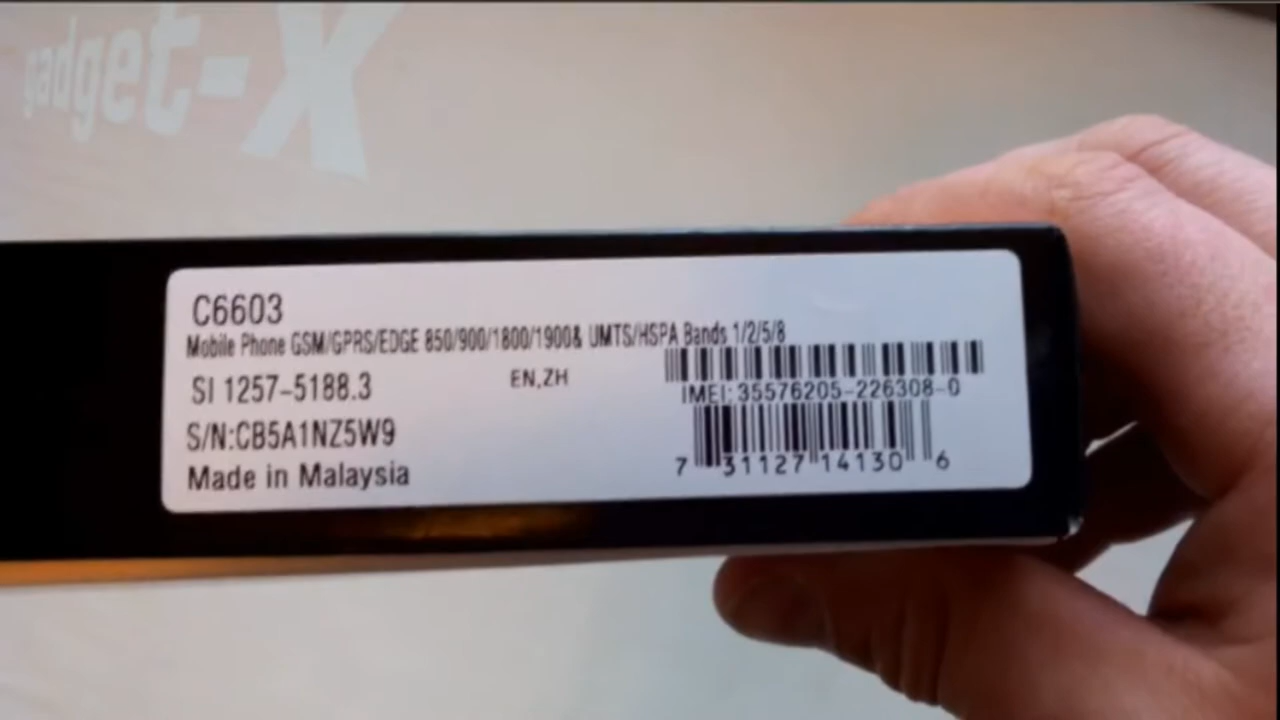 gadget-X
C6603
Mobile Phone GSM/GPRS/EDGE 850/900/1800/1900& UMTS/HSPA Bands 1/2/5/8
SI 1257-5188.3
EN,ZH
IMEI: 35576205-226308-0
S/N:CB5A1NZ5W9
7 31127 14130 6
Made in Malaysia